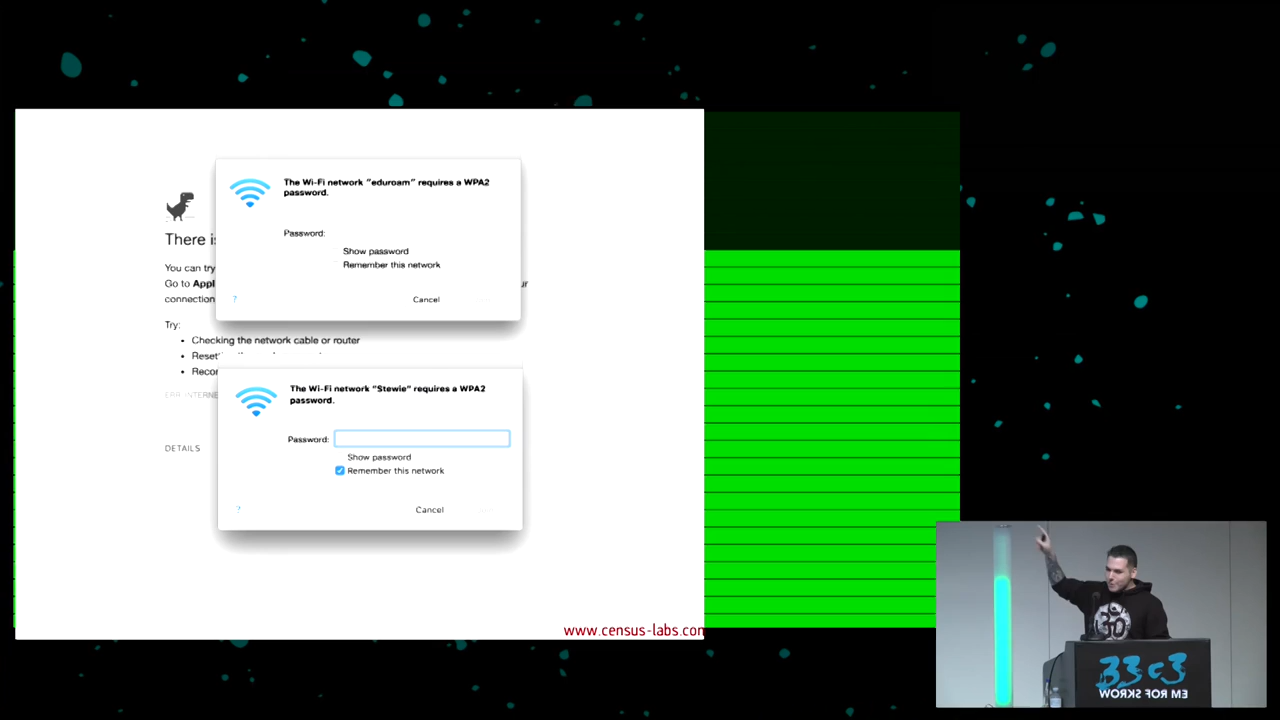 The Wi-Fi network "eduroam" requires a WPA2
password.
There is
Password:
Show password
You can try
Remember this network
Go to Appl
ur
connection
?
Cancel
Try:
• Checking the network cable or router
•
• Recon
The Wi-Fi network "Stewie" requires a WPA2
password.
Password:
DETAILS
Show password
Remember this network
?
Cancel
www.census-labs.com
33c3
WORKS FOR ME